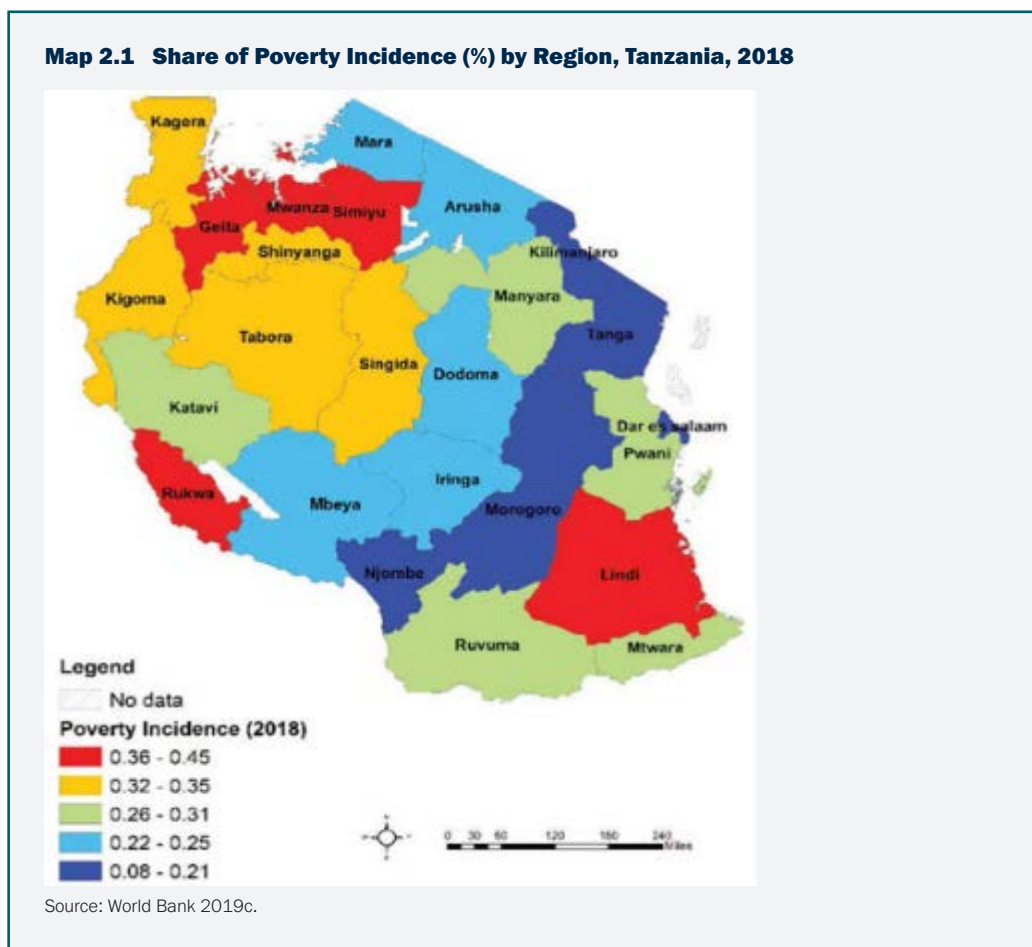 Map 2.1 Share of Poverty Incidence (%) by Region, Tanzania, 2018
Kagera
Mara
Mwanza
Simiyu
Arusha
Geita
Shinyanga
Kilimanjaro
Kigoma
Manyara
Tabora
Tanga
Singida
Dodoma
Katavi
Dar es salaam
Pwani
Rukwa
Iringa
Mbeya
Morogoro
Njombe
Lindi
Ruvuma
Mtwara
Legend
No data
Poverty Incidence (2018)
0.36 - 0.45
0.32 - 0.35
0.26 - 0.31
0.22 - 0.25
0.08 - 0.21
0 30 60 120 180 240
Miles
Source: World Bank 2019c.